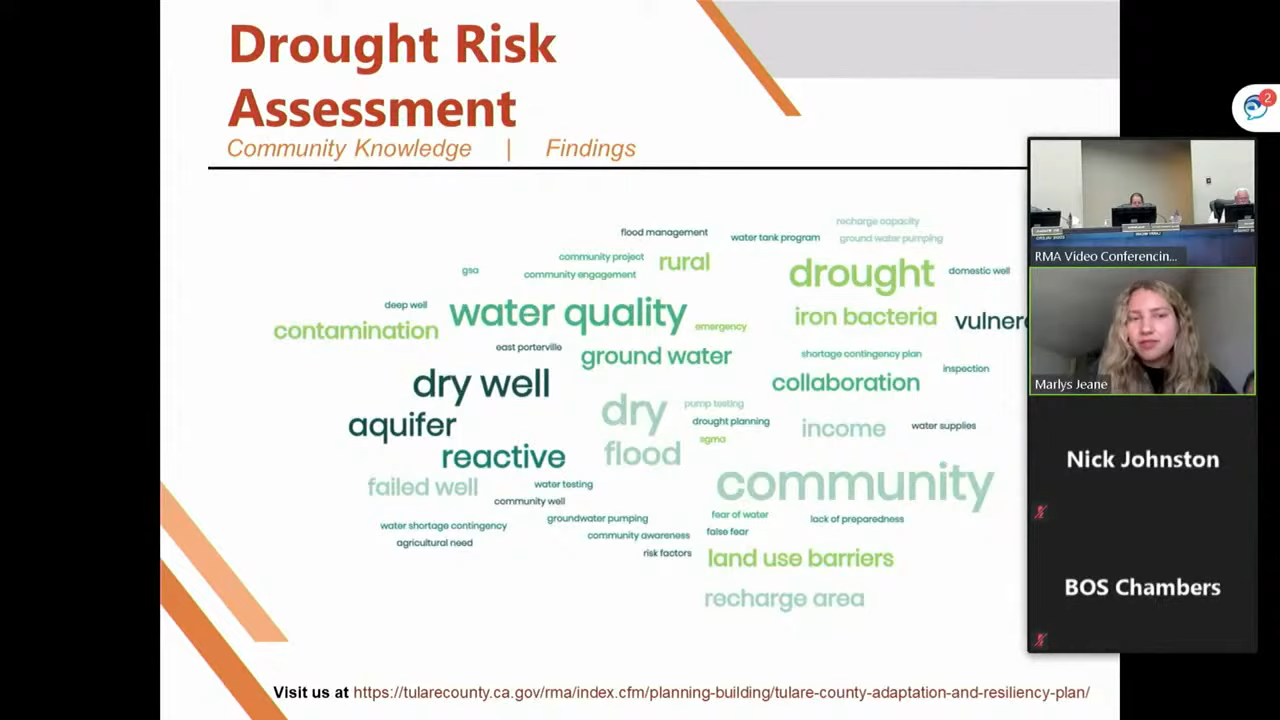 Drought Risk
Assessment
Community Knowledge | Findings
recharge capacity
flood management
water tank program
ground water pumping
community project
rural
gsa
community engagement
drought
domestic well
deep well
water quality
iron bacteria
contamination
emergency
east porterville
ground water
shortage contingency plan
inspection
dry well
collaboration
dry
pump testing
aquifer
drought planning
income
water supplies
sgma
reactive
flood
failed well
water testing
community
community well
water shortage contingency
groundwater pumping
fear of water
lack of preparedness
agricultural need
community awareness
false fear
risk factors
land use barriers
recharge area
Visit us at https://tularecounty.ca.gov/rma/index.cfm/planning-building/tulare-county-adaptation-and-resiliency-plan/
2
RMA Video Conferencin...
Marlys Jeane
Nick Johnston
BOS Chambers